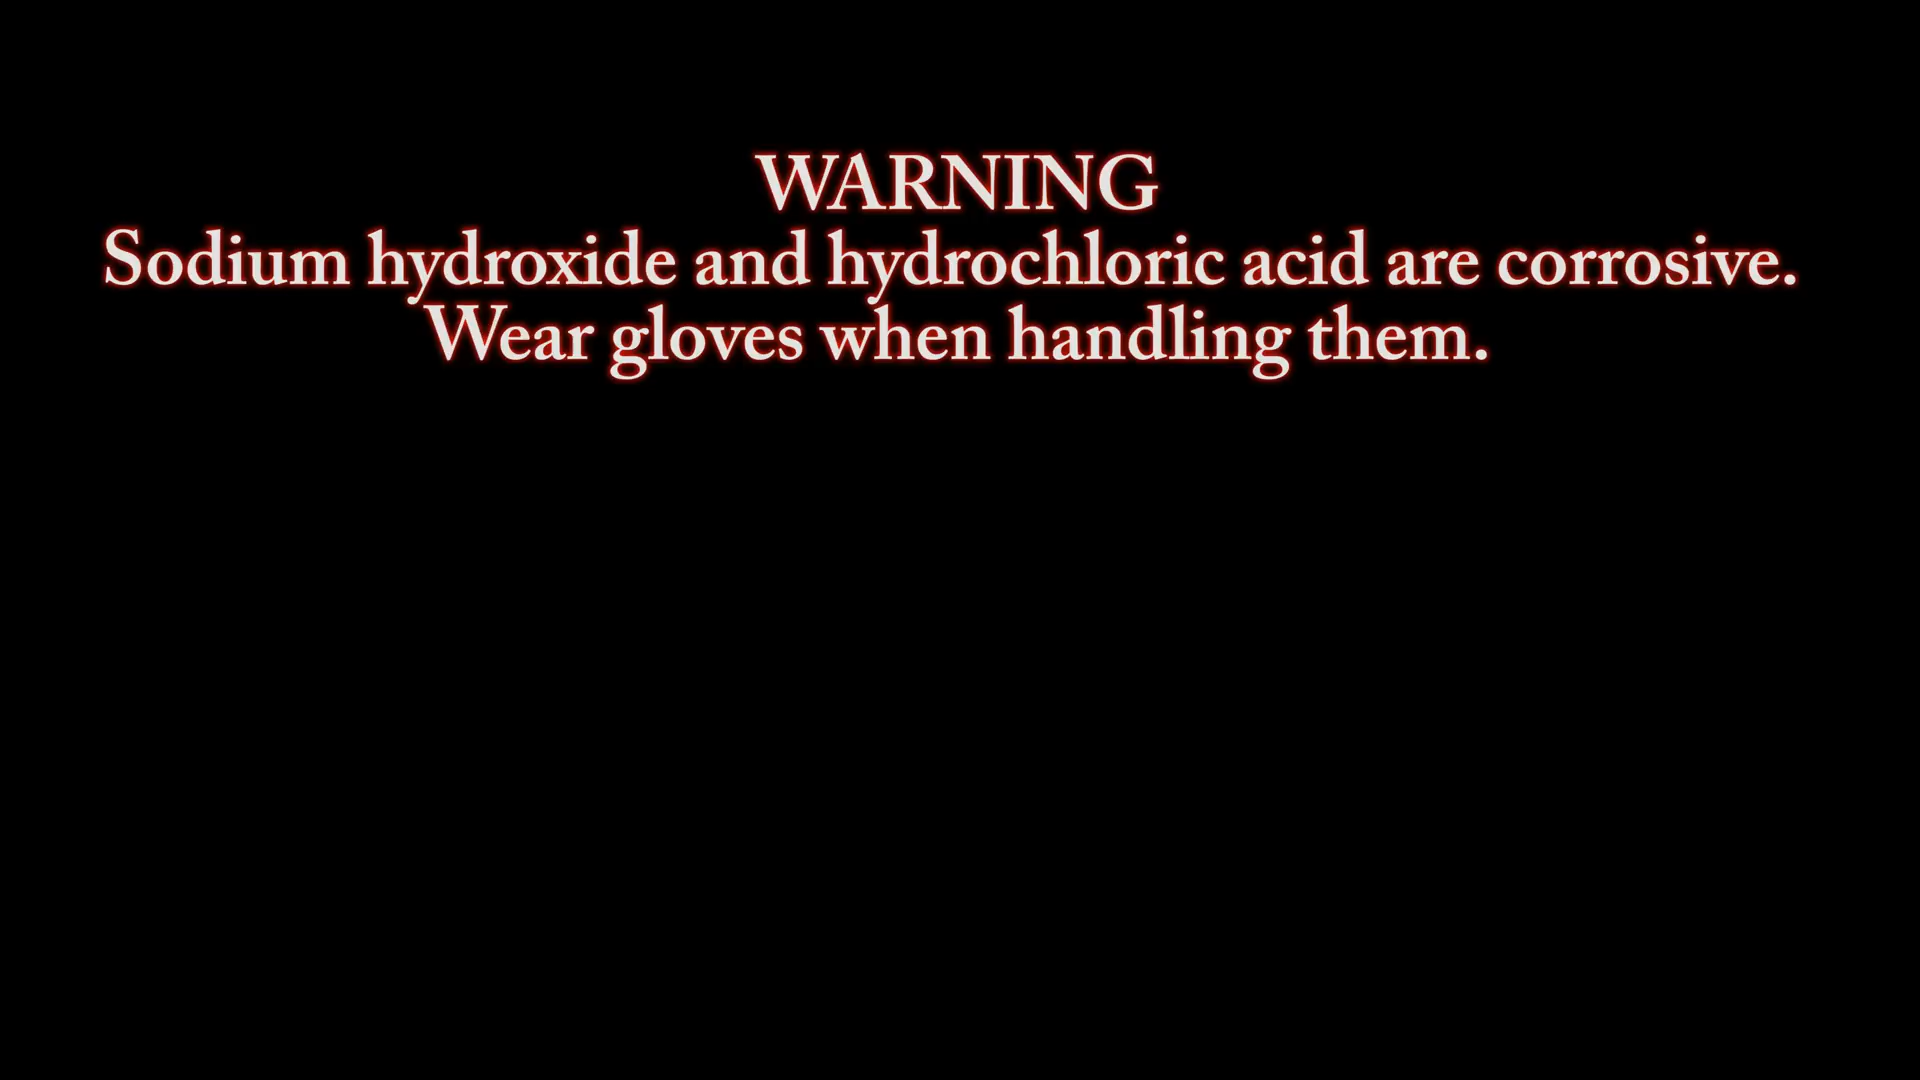 WARNING
Sodium hydroxide and hydrochloric acid are corrosive.
Wear gloves when handling them.